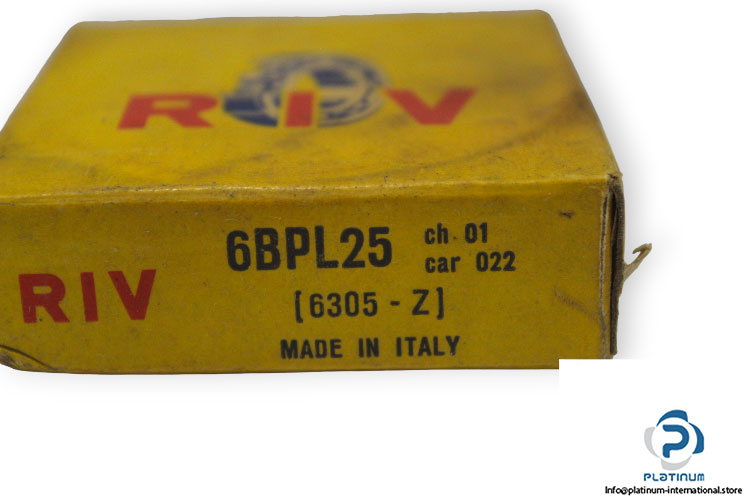 RIV
RIV
6BPL25
ch. 01
car 022
[6305 - Z]
MADE IN ITALY
PLATINUM
Info@platinum-international.store